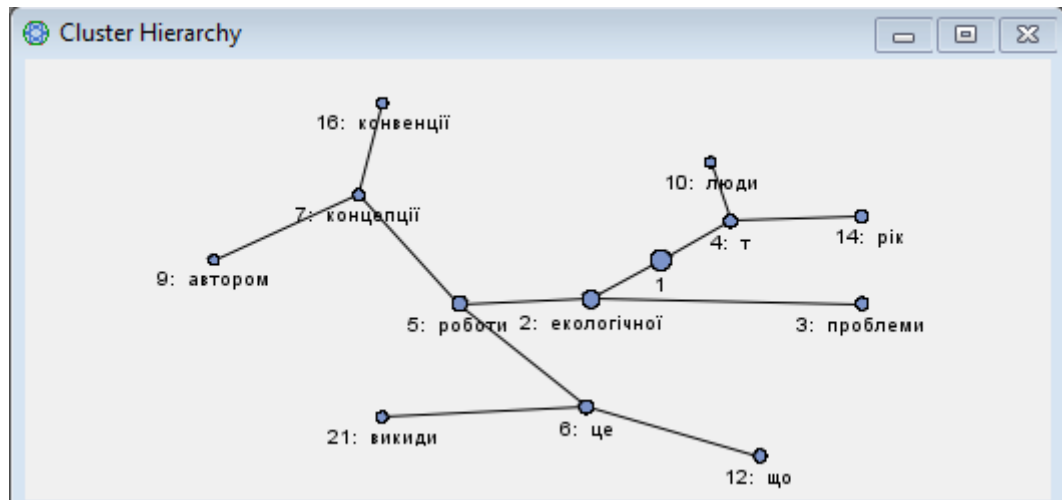 Cluster Hierarchy
16: конвенції
10: люди
7: концепції
14: рік
4: т
9: автором
1
5: роботи
2: екологічної
3: проблеми
6: це
21: викиди
12: що